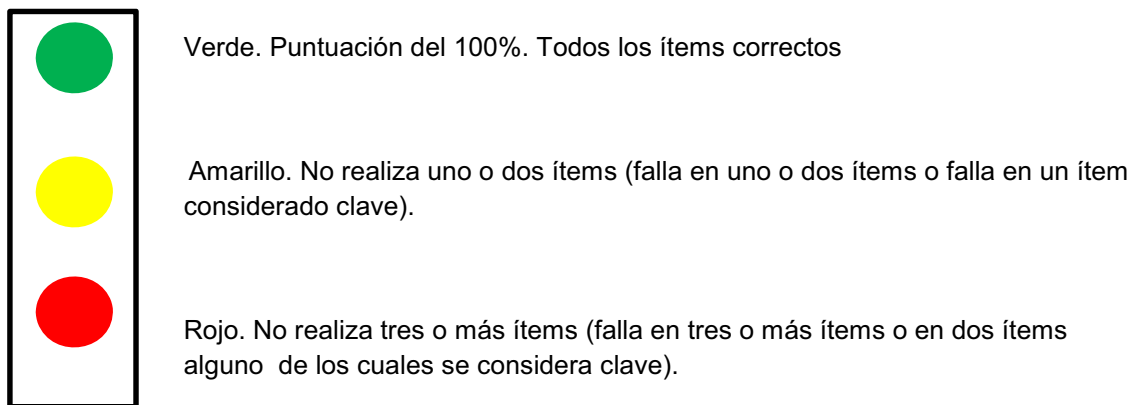 Verde. Puntuación del 100%. Todos los ítems correctos
Amarillo. No realiza uno o dos ítems (falla en uno o dos ítems o falla en un ítem
considerado clave).
Rojo. No realiza tres o más ítems (falla en tres o más ítems o en dos ítems
alguno de los cuales se considera clave).